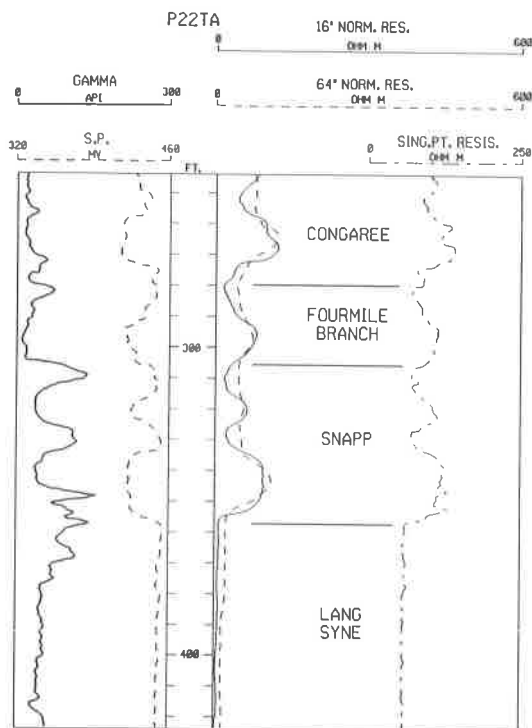 P22TA
16" NORM. RES.
0 OHM M 600
GAMMA
0 API 300
64" NORM. RES.
0 OHM M 600
S.P.
320 MV 460
SING.PT. RESIS.
0 OHM M 250
FT.
CONGAREE
FOURMILE
BRANCH
300
SNAPP
LANG
SYNE
400